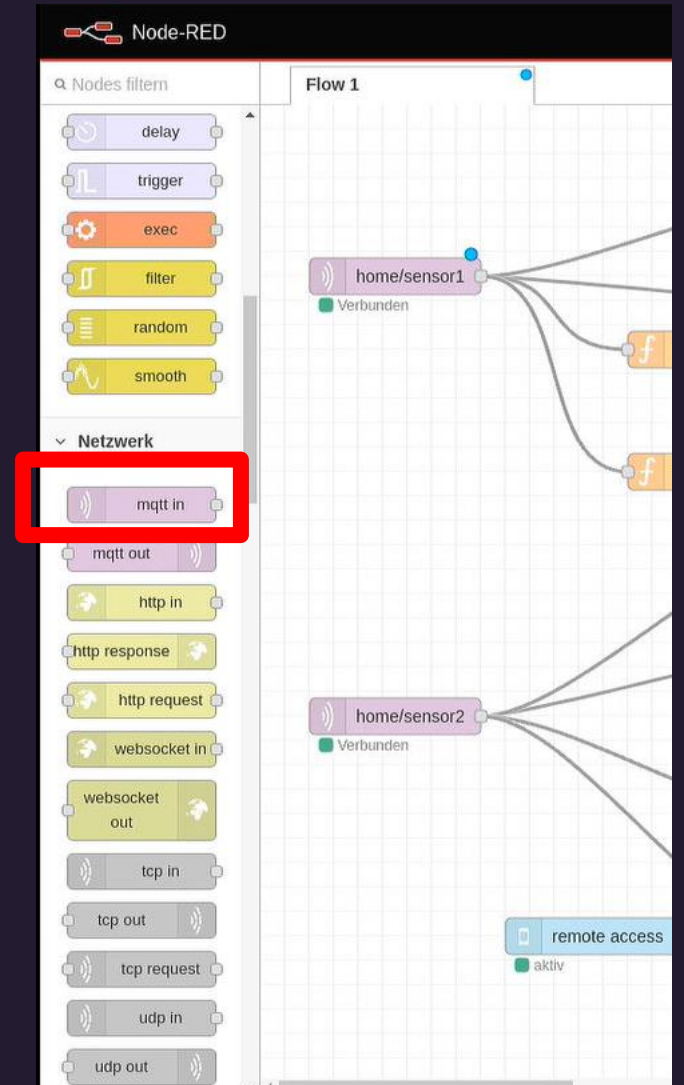 Node-RED
Nodes filtern
Flow 1
delay
trigger
exec
filter
random
smooth
Netzwerk
mqtt in
mqtt out
http in
http response
http request
websocket in
websocket
out
tcp in
tcp out
tcp request
udp in
udp out
home/sensor1
Verbunden
f
f
home/sensor2
Verbunden
remote access
aktiv